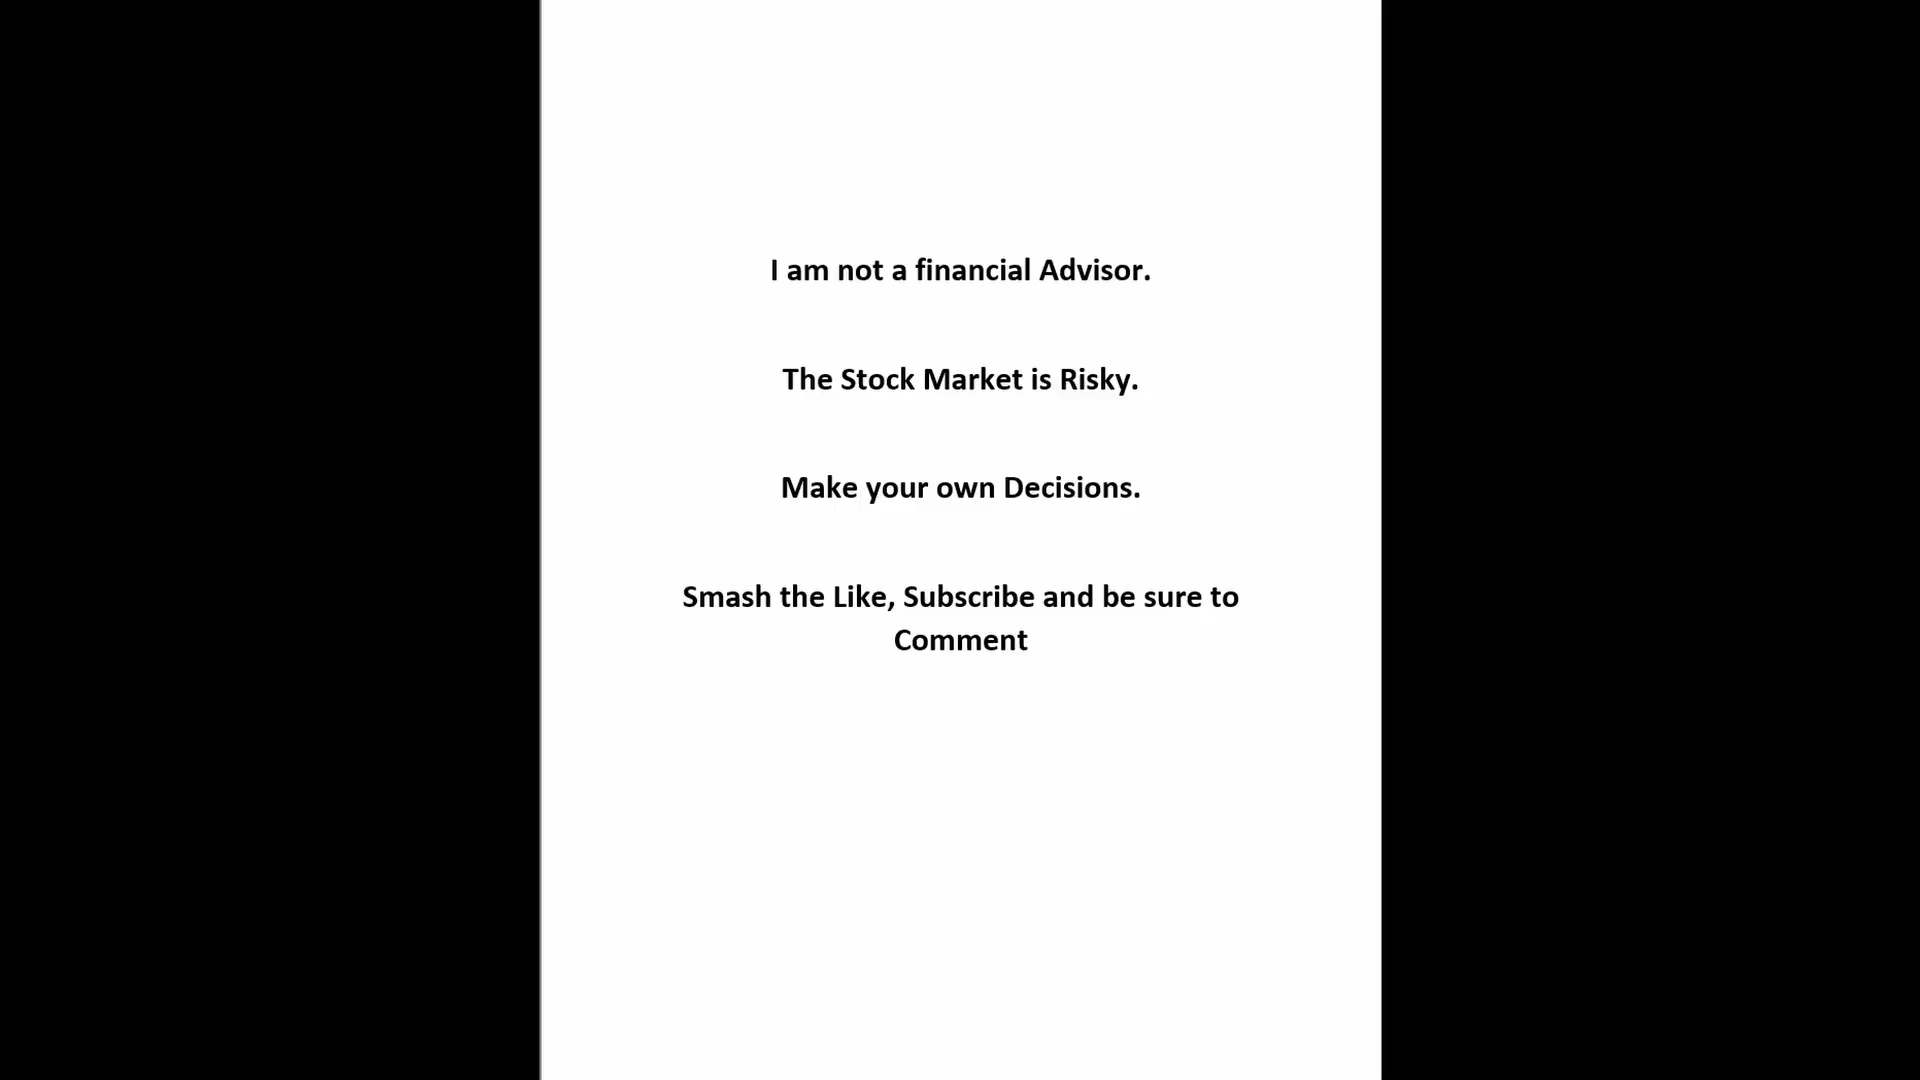 I am not a financial Advisor.
The Stock Market is Risky.
Make your own Decisions.
Smash the Like, Subscribe and be sure to
Comment